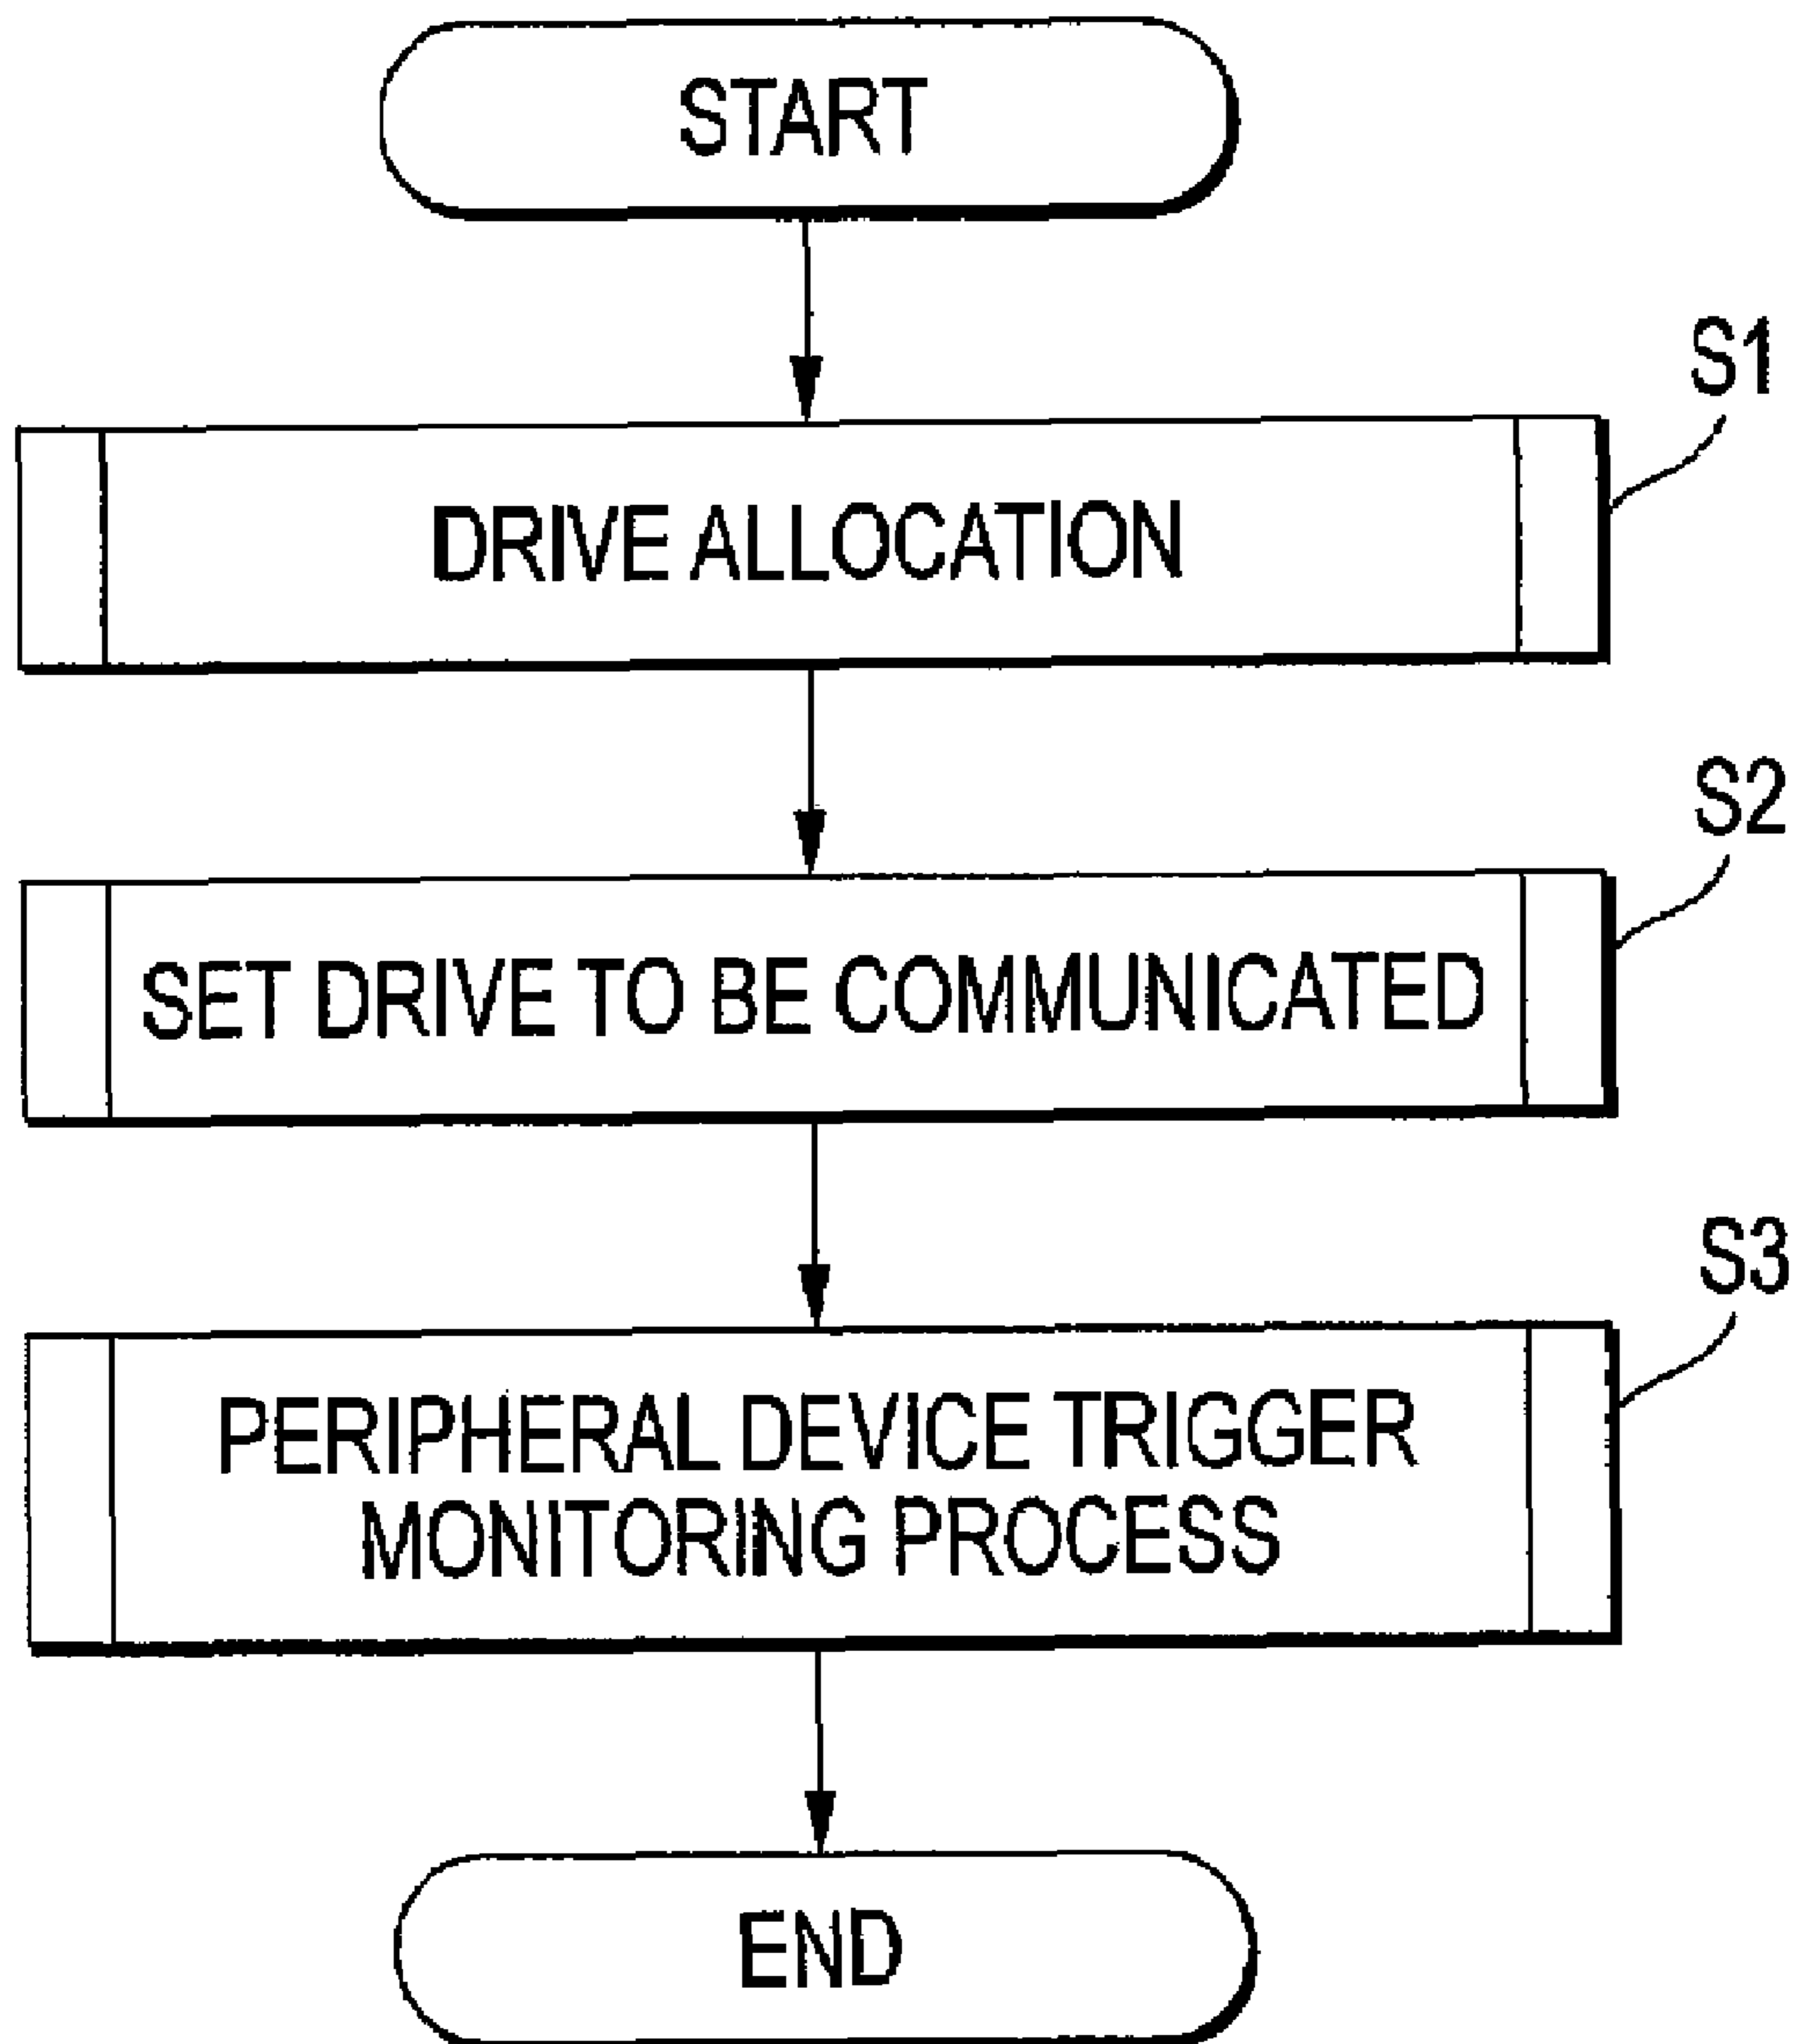 START
S1
DRIVE ALLOCATION
S2
SET DRIVE TO BE COMMUNICATED
S3
PERIPHERAL DEVICE TRIGGER
MONITORING PROCESS
END